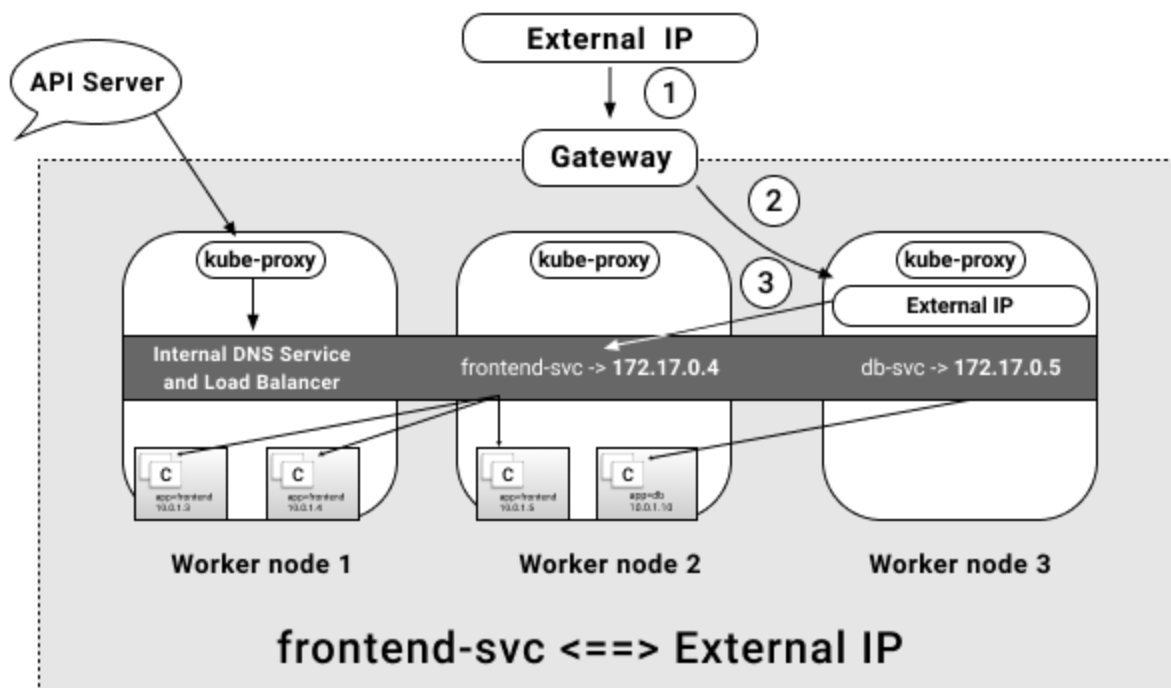 External IP
1
API Server
Gateway
2
kube-proxy
kube-proxy
kube-proxy
3
External IP
Internal DNS Service
and Load Balancer
frontend-svc -> 172.17.0.4
db-svc -> 172.17.0.5
C
app=frontend
10.0.1.3
C
app=frontend
10.0.1.4
C
app=frontend
10.0.1.5
C
app=db
10.0.1.10
Worker node 1
Worker node 2
Worker node 3
frontend-svc <==> External IP